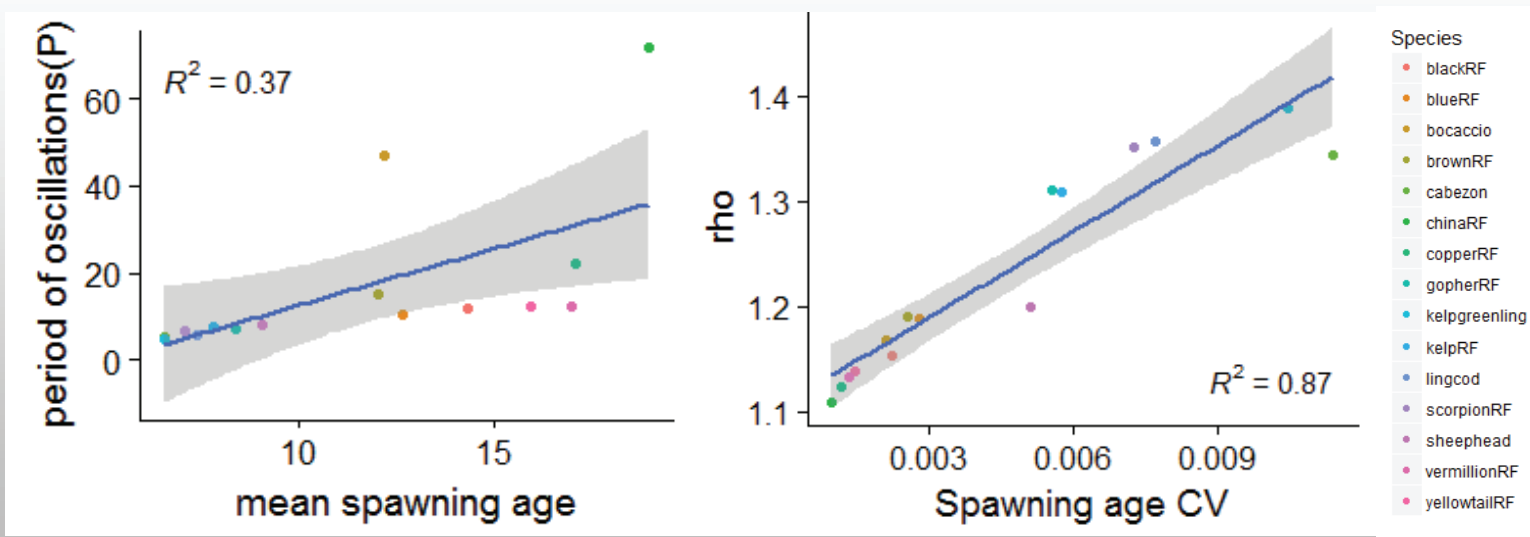 period of oscillations(P)
R² = 0.37
60
40
20
0
10
15
mean spawning age
rho
1.4
1.3
1.2
1.1
R² = 0.87
0.003
0.006
0.009
Spawning age CV
Species
blackRF
blueRF
bocaccio
brownRF
cabezon
chinaRF
copperRF
gopherRF
kelpgreenling
kelpRF
lingcod
scorpionRF
sheephead
vermillionRF
yellowtailRF